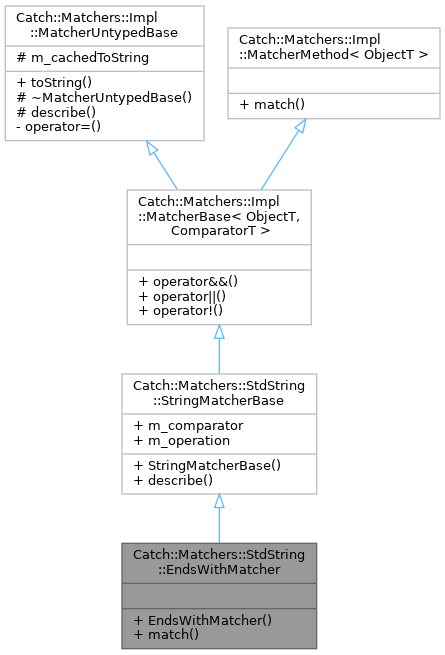 Catch::Matchers::Impl
::MatcherUntypedBase
# m_cachedToString
+ toString()
# ~MatcherUntypedBase()
# describe()
- operator=()
Catch::Matchers::Impl
::MatcherMethod< ObjectT >
+ match()
Catch::Matchers::Impl
::MatcherBase< ObjectT,
ComparatorT >
+ operator&&()
+ operator||()
+ operator!()
Catch::Matchers::StdString
::StringMatcherBase
+ m_comparator
+ m_operation
+ StringMatcherBase()
+ describe()
Catch::Matchers::StdString
::EndsWithMatcher
+ EndsWithMatcher()
+ match()